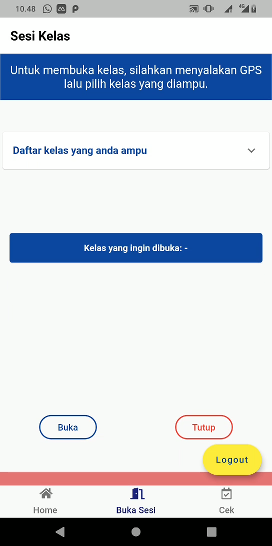 10.48
Sesi Kelas
Untuk membuka kelas, silahkan menyalakan GPS
lalu pilih kelas yang diampu.
Daftar kelas yang anda ampu
Kelas yang ingin dibuka: -
Buka
Tutup
Logout
Home
Buka Sesi
Cek